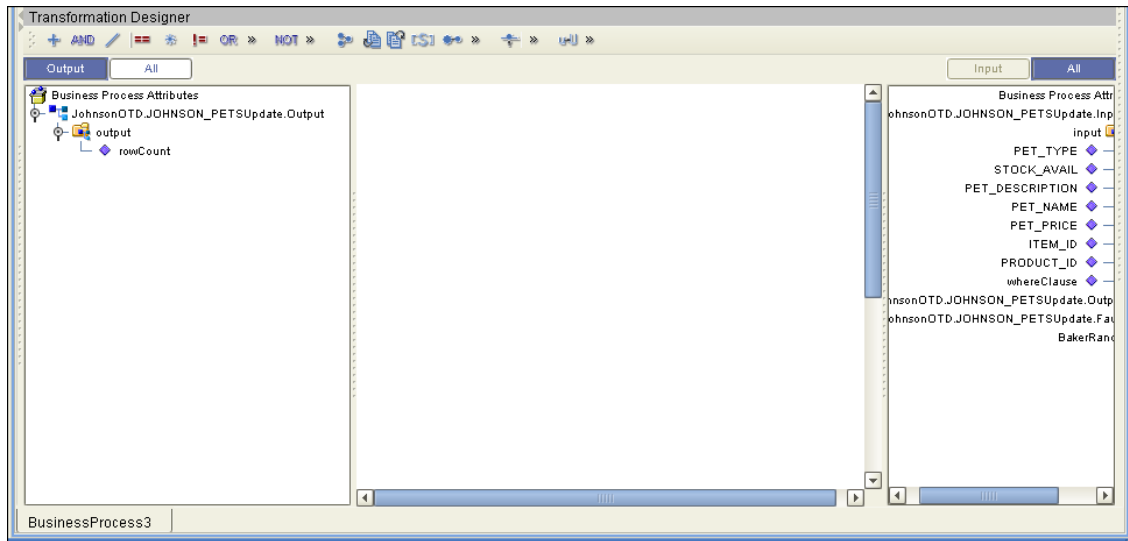 Transformation Designer
+ AND / == != OR » NOT » [S] » » »
Output All Input All
Business Process Attributes
JohnsonOTD.JOHNSON_PETSUpdate.Output
output
rowCount
Business Process Attr
ohnsonOTD.JOHNSON_PETSUpdate.Inp
input
PET_TYPE
STOCK_AVAIL
PET_DESCRIPTION
PET_NAME
PET_PRICE
ITEM_ID
PRODUCT_ID
whereClause
hnsonOTD.JOHNSON_PETSUpdate.Outp
ohnsonOTD.JOHNSON_PETSUpdate.Fau
BakerRand
BusinessProcess3